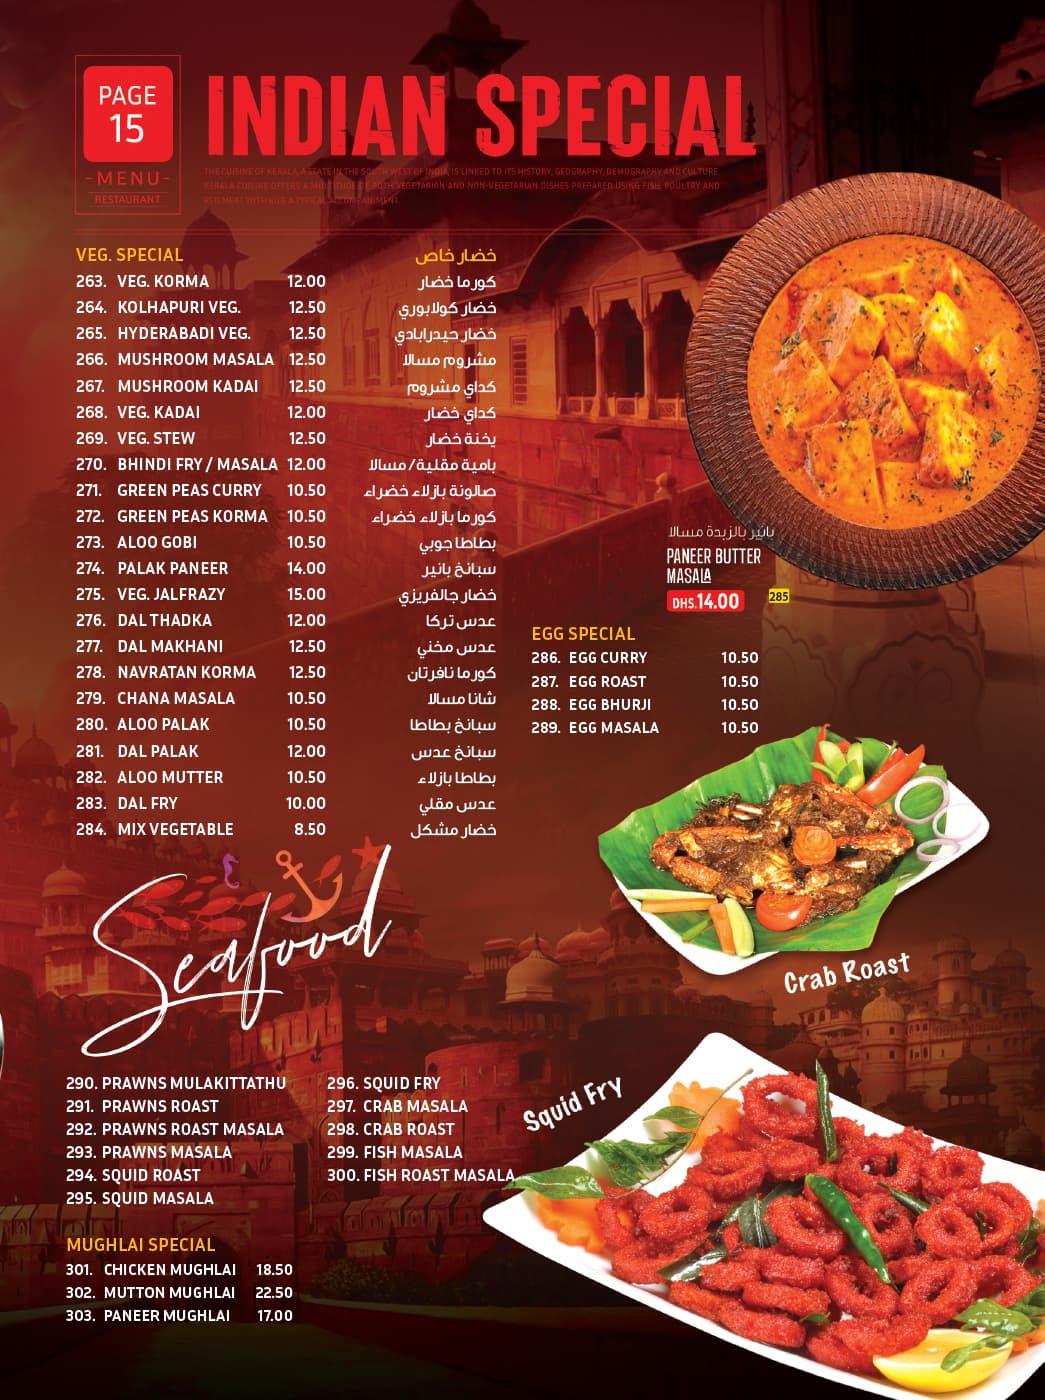 PAGE
15
-MENU-
RESTAURANT
INDIAN SPECIAL
THE CUISINE OF KERALA, A STATE IN THE SOUTH WEST OF INDIA, IS LINKED TO ITS HISTORY, GEOGRAPHY, DEMOGRAPHY AND CULTURE
KERALA CUISINE OFFERS A MULTITUDE OF BOTH VEGETARIAN AND NON-VEGETARIAN DISHES PREPARED USING FISH, POULTRY AND
RED MEAT WITH RICE A TYPICAL ACCOMPANIMENT.
VEG. SPECIAL خضار خاص
263. VEG. KORMA 12.00 كورما خضار
264. KOLHAPURI VEG. 12.50 خضار كولابوري
265. HYDERABADI VEG. 12.50 خضار حيدرابادي
266. MUSHROOM MASALA 12.50 مشروم مسالا
267. MUSHROOM KADAI 12.50 كداي مشروم
268. VEG. KADAI 12.00 كداي خضار
269. VEG. STEW 12.50 يخنة خضار
270. BHINDI FRY / MASALA 12.00 بامية مقلية/ مسالا
271. GREEN PEAS CURRY 10.50 صالونة بازلاء خضراء
272. GREEN PEAS KORMA 10.50 كورما بازلاء خضراء
273. ALOO GOBI 10.50 بطاطا جوبي
274. PALAK PANEER 14.00 سبانخ بانير
275. VEG. JALFRAZY 15.00 خضار جالفريزي
276. DAL THADKA 12.00 عدس تركا
277. DAL MAKHANI 12.50 عدس مخني
278. NAVRATAN KORMA 12.50 كورما نافرتان
279. CHANA MASALA 10.50 شانا مسالا
280. ALOO PALAK 10.50 سبانخ بطاطا
281. DAL PALAK 12.00 سبانخ عدس
282. ALOO MUTTER 10.50 بطاطا بازلاء
283. DAL FRY 10.00 عدس مقلي
284. MIX VEGETABLE 8.50 خضار مشكل
بانير بالزبدة مسالا
PANEER BUTTER
MASALA
DHS.14.00 285
EGG SPECIAL
286. EGG CURRY 10.50
287. EGG ROAST 10.50
288. EGG BHURJI 10.50
289. EGG MASALA 10.50
Crab Roast
Seafood
290. PRAWNS MULAKITTATHU
291. PRAWNS ROAST
292. PRAWNS ROAST MASALA
293. PRAWNS MASALA
294. SQUID ROAST
295. SQUID MASALA
296. SQUID FRY
297. CRAB MASALA
298. CRAB ROAST
299. FISH MASALA
300. FISH ROAST MASALA
Squid Fry
MUGHLAI SPECIAL
301. CHICKEN MUGHLAI 18.50
302. MUTTON MUGHLAI 22.50
303. PANEER MUGHLAI 17.00